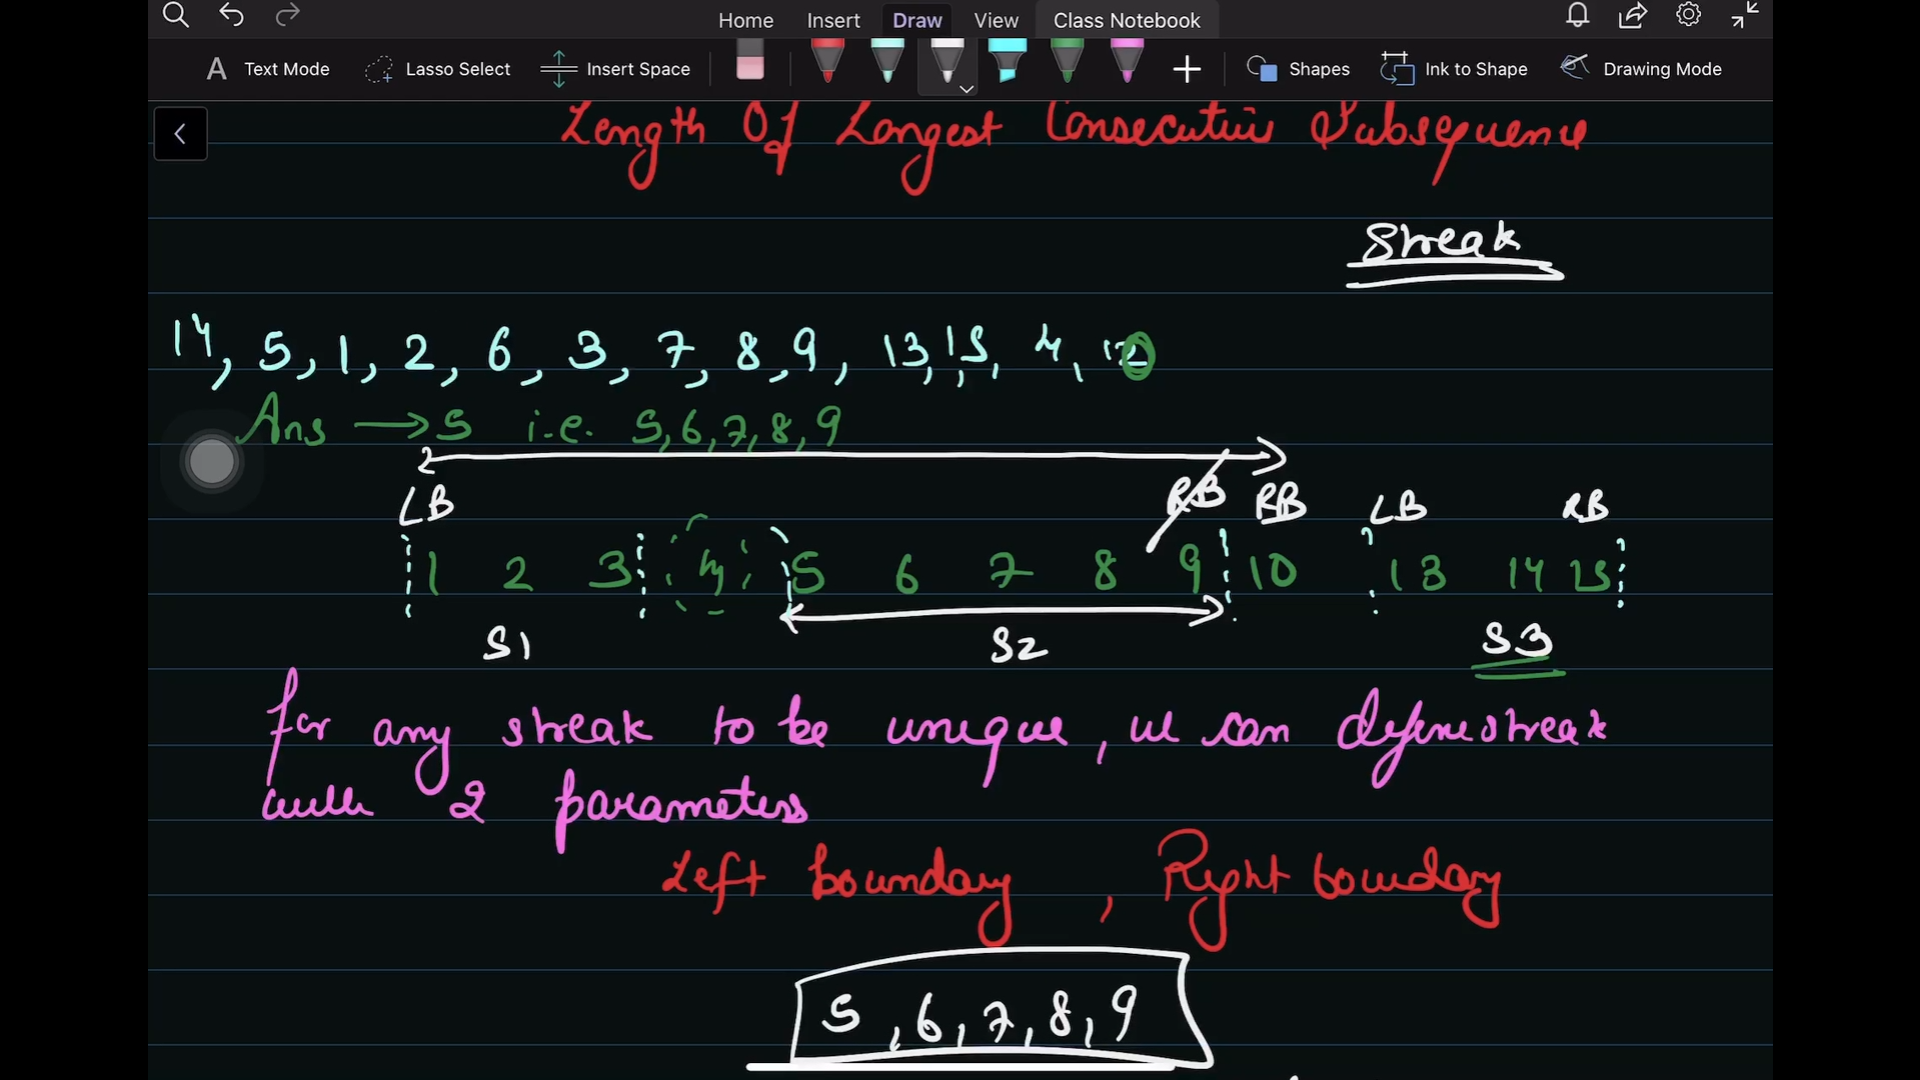 Home Insert Draw View Class Notebook
Text Mode Lasso Select Insert Space Shapes Ink to Shape Drawing Mode
Length Of Longest Consecutive Subsequence
Streak
14, 5, 1, 2, 6, 3, 7, 8, 9, 13, 15, 4,
Ans → 5 i.e. 5,6,7,8,9
LB RB RB LB RB
1 2 3 4 5 6 7 8 9 10 13 14 15
S1 S2 S3
for any streak to be unique, we can define streak
with 2 parameters
Left boundary, Right boundary
5, 6, 7, 8, 9